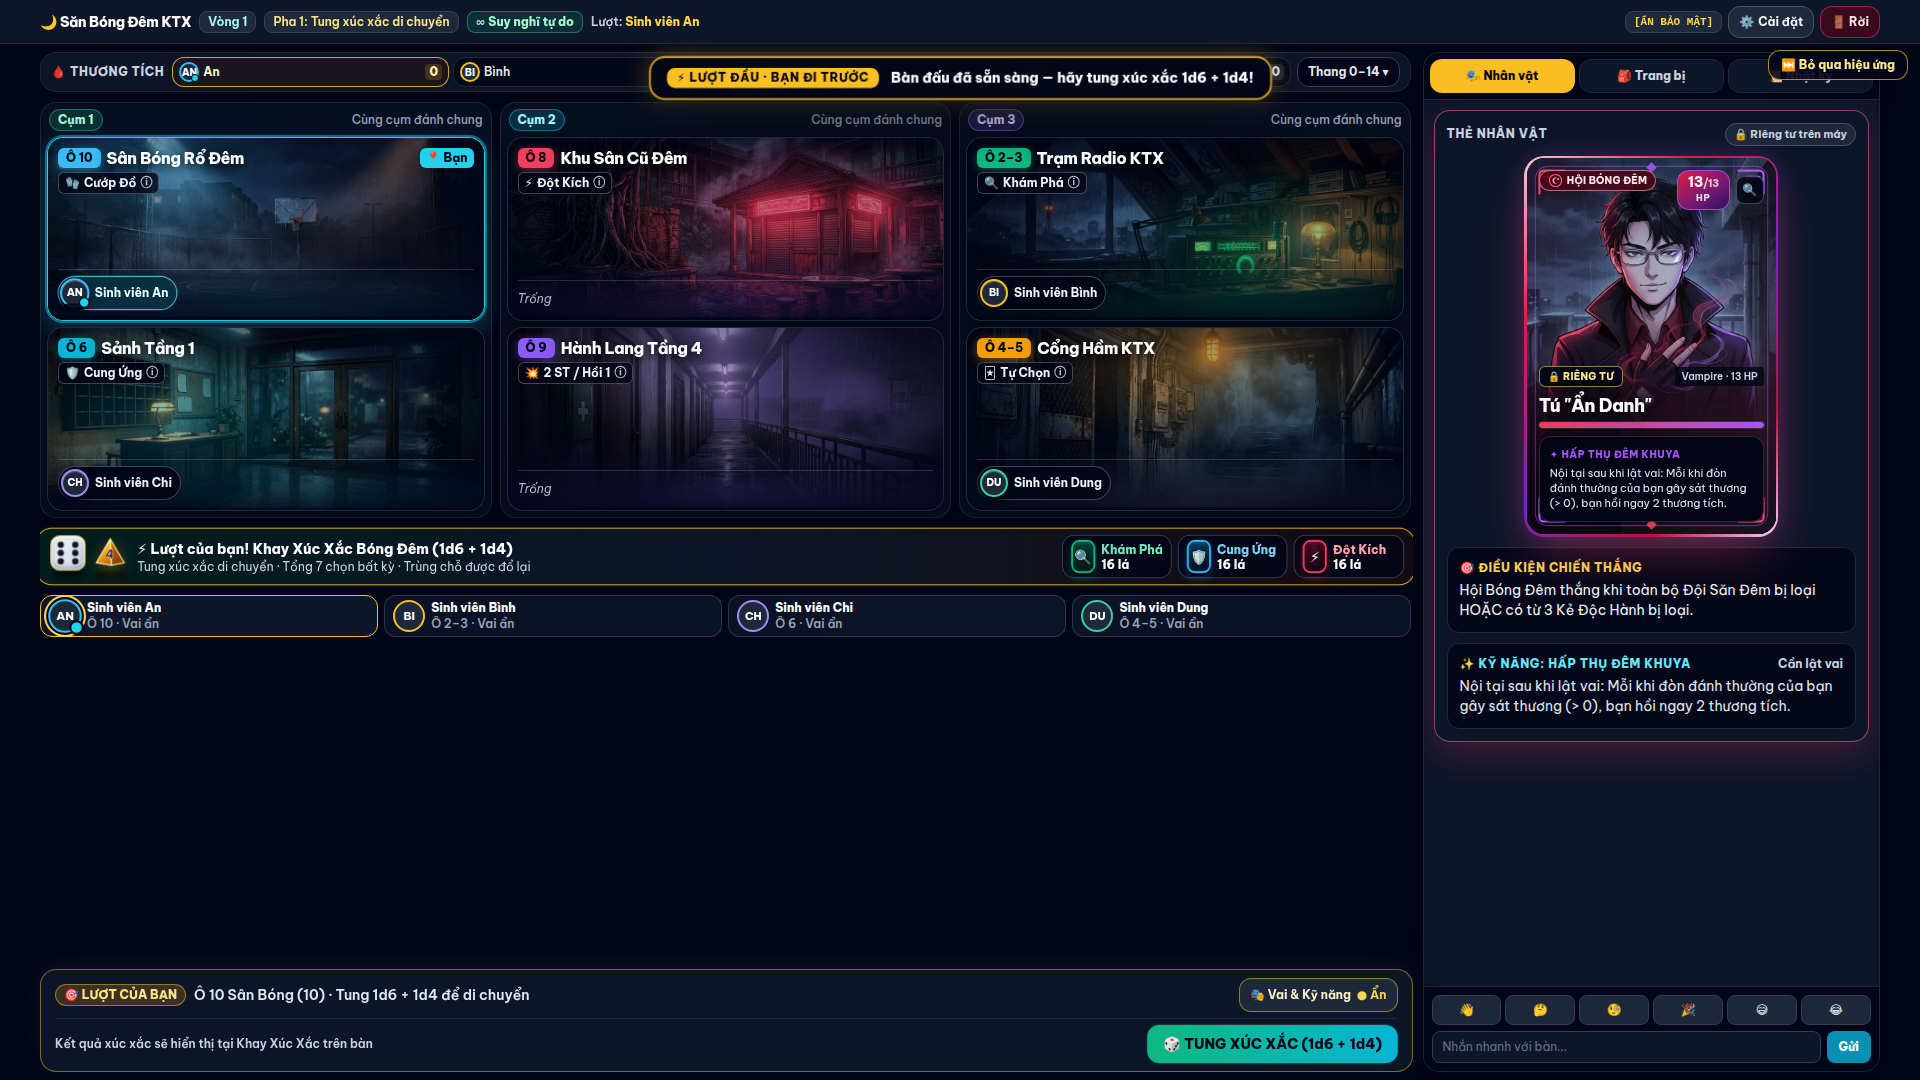 🌙 Săn Bóng Đêm KTX
Vòng 1
Pha 1: Tung xúc xắc di chuyển
∞ Suy nghĩ tự do
Lượt: Sinh viên An
[ẨN BẢO MẬT]
⚙️ Cài đặt
🚪 Rời
🩸 THƯƠNG TÍCH
AN An 0
BI Bình
⚡ LƯỢT ĐẦU · BẠN ĐI TRƯỚC Bàn đấu đã sẵn sàng — hãy tung xúc xắc 1d6 + 1d4!
0
Thang 0–14 ▾
🎭 Nhân vật
🎒 Trang bị
⏩ Bỏ qua hiệu ứng
Cụm 1 Cùng cụm đánh chung
Ô 10 Sân Bóng Rổ Đêm 📍 Bạn
🧤 Cướp Đồ ⓘ
AN Sinh viên An
Ô 6 Sảnh Tầng 1
🛡️ Cung Ứng ⓘ
CH Sinh viên Chi
Cụm 2 Cùng cụm đánh chung
Ô 8 Khu Sân Cũ Đêm
⚡ Đột Kích ⓘ
Trống
Ô 9 Hành Lang Tầng 4
💥 2 ST / Hồi 1 ⓘ
Trống
Cụm 3 Cùng cụm đánh chung
Ô 2–3 Trạm Radio KTX
🔍 Khám Phá ⓘ
BI Sinh viên Bình
Ô 4–5 Cổng Hầm KTX
🃏 Tự Chọn ⓘ
DU Sinh viên Dung
4
⚡ Lượt của bạn! Khay Xúc Xắc Bóng Đêm (1d6 + 1d4)
Tung xúc xắc di chuyển · Tổng 7 chọn bất kỳ · Trùng chỗ được đổ lại
🔍 Khám Phá
16 lá
🛡️ Cung Ứng
16 lá
⚡ Đột Kích
16 lá
AN Sinh viên An
Ô 10 · Vai ẩn
BI Sinh viên Bình
Ô 2–3 · Vai ẩn
CH Sinh viên Chi
Ô 6 · Vai ẩn
DU Sinh viên Dung
Ô 4–5 · Vai ẩn
🎯 LƯỢT CỦA BẠN Ô 10 Sân Bóng (10) · Tung 1d6 + 1d4 để di chuyển
🎭 Vai & Kỹ năng ● Ẩn
Kết quả xúc xắc sẽ hiển thị tại Khay Xúc Xắc trên bàn
🎲 TUNG XÚC XẮC (1d6 + 1d4)
THẺ NHÂN VẬT
🔒 Riêng tư trên máy
HỘI BÓNG ĐÊM
13/13
HP
🔍
🔒 RIÊNG TƯ
Vampire · 13 HP
Tú "Ẩn Danh"
✦ HẤP THỤ ĐÊM KHUYA
Nội tại sau khi lật vai: Mỗi khi đòn
đánh thường của bạn gây sát thương
(> 0), bạn hồi ngay 2 thương tích.
🎯 ĐIỀU KIỆN CHIẾN THẮNG
Hội Bóng Đêm thắng khi toàn bộ Đội Săn Đêm bị loại
HOẶC có từ 3 Kẻ Độc Hành bị loại.
✨ KỸ NĂNG: HẤP THỤ ĐÊM KHUYA Cần lật vai
Nội tại sau khi lật vai: Mỗi khi đòn đánh thường của bạn
gây sát thương (> 0), bạn hồi ngay 2 thương tích.
Nhắn nhanh với bàn...
Gửi